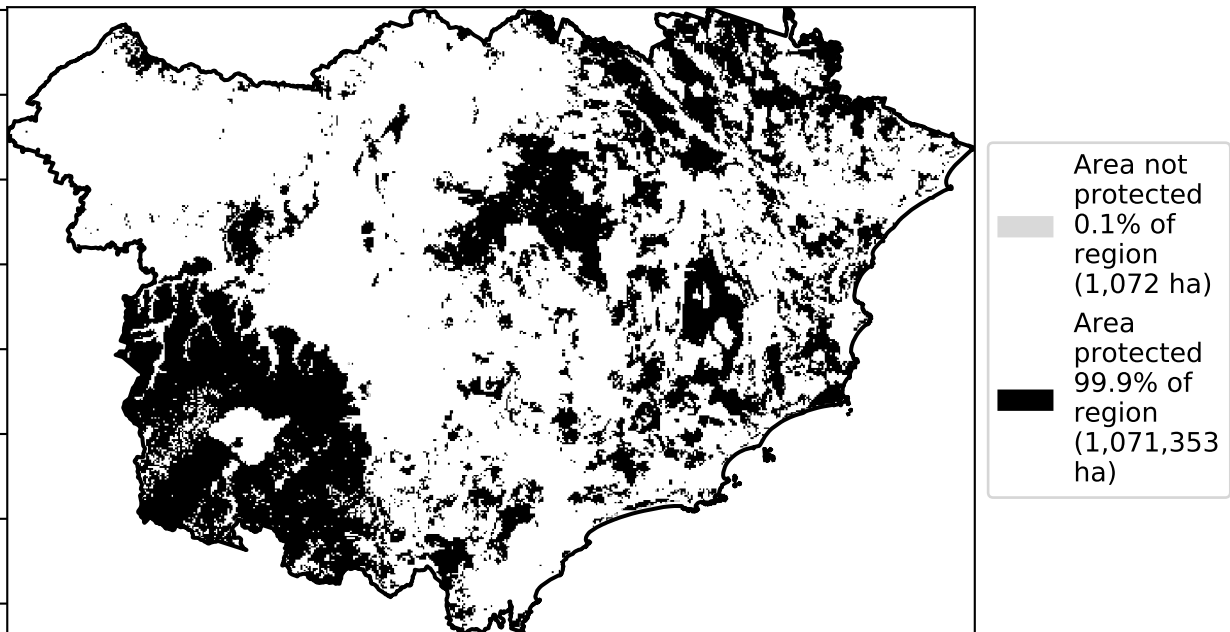 Area not
protected
0.1% of
region
(1,072 ha)
Area
protected
99.9% of
region
(1,071,353
ha)